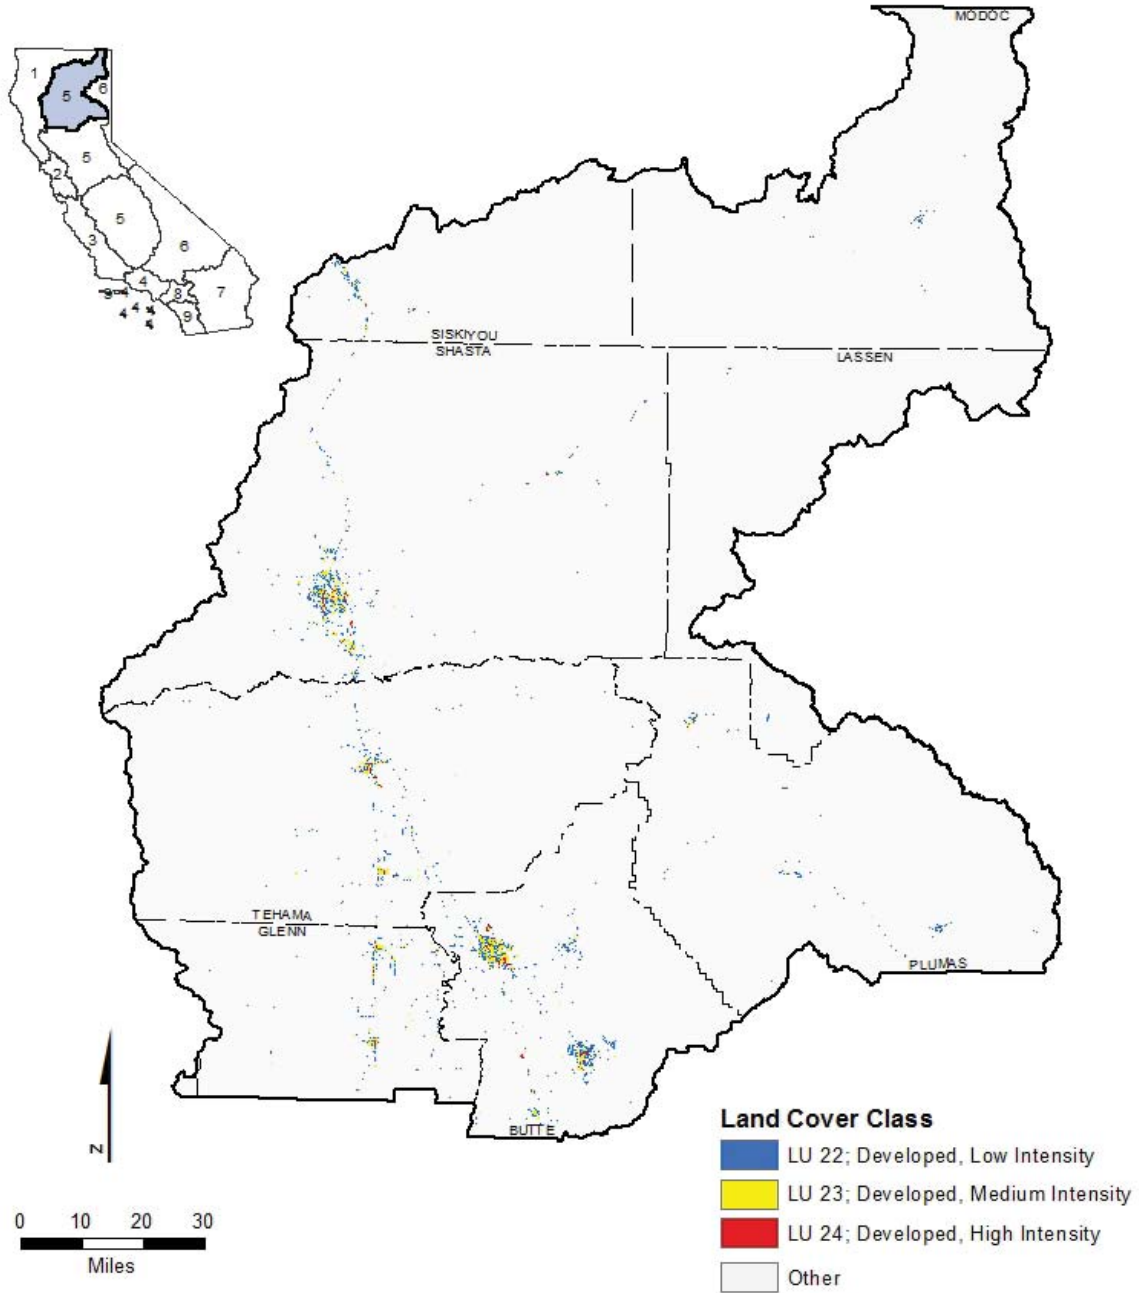 MODOC
1
5
6
5
2
5
3
6
4
8
7
9
9
4
4
4
4
SISKIYOU
SHASTA
LASSEN
TEHAMA
GLENN
PLUMAS
BUTTE
N
0 10 20 30
Miles
Land Cover Class
LU 22; Developed, Low Intensity
LU 23; Developed, Medium Intensity
LU 24; Developed, High Intensity
Other